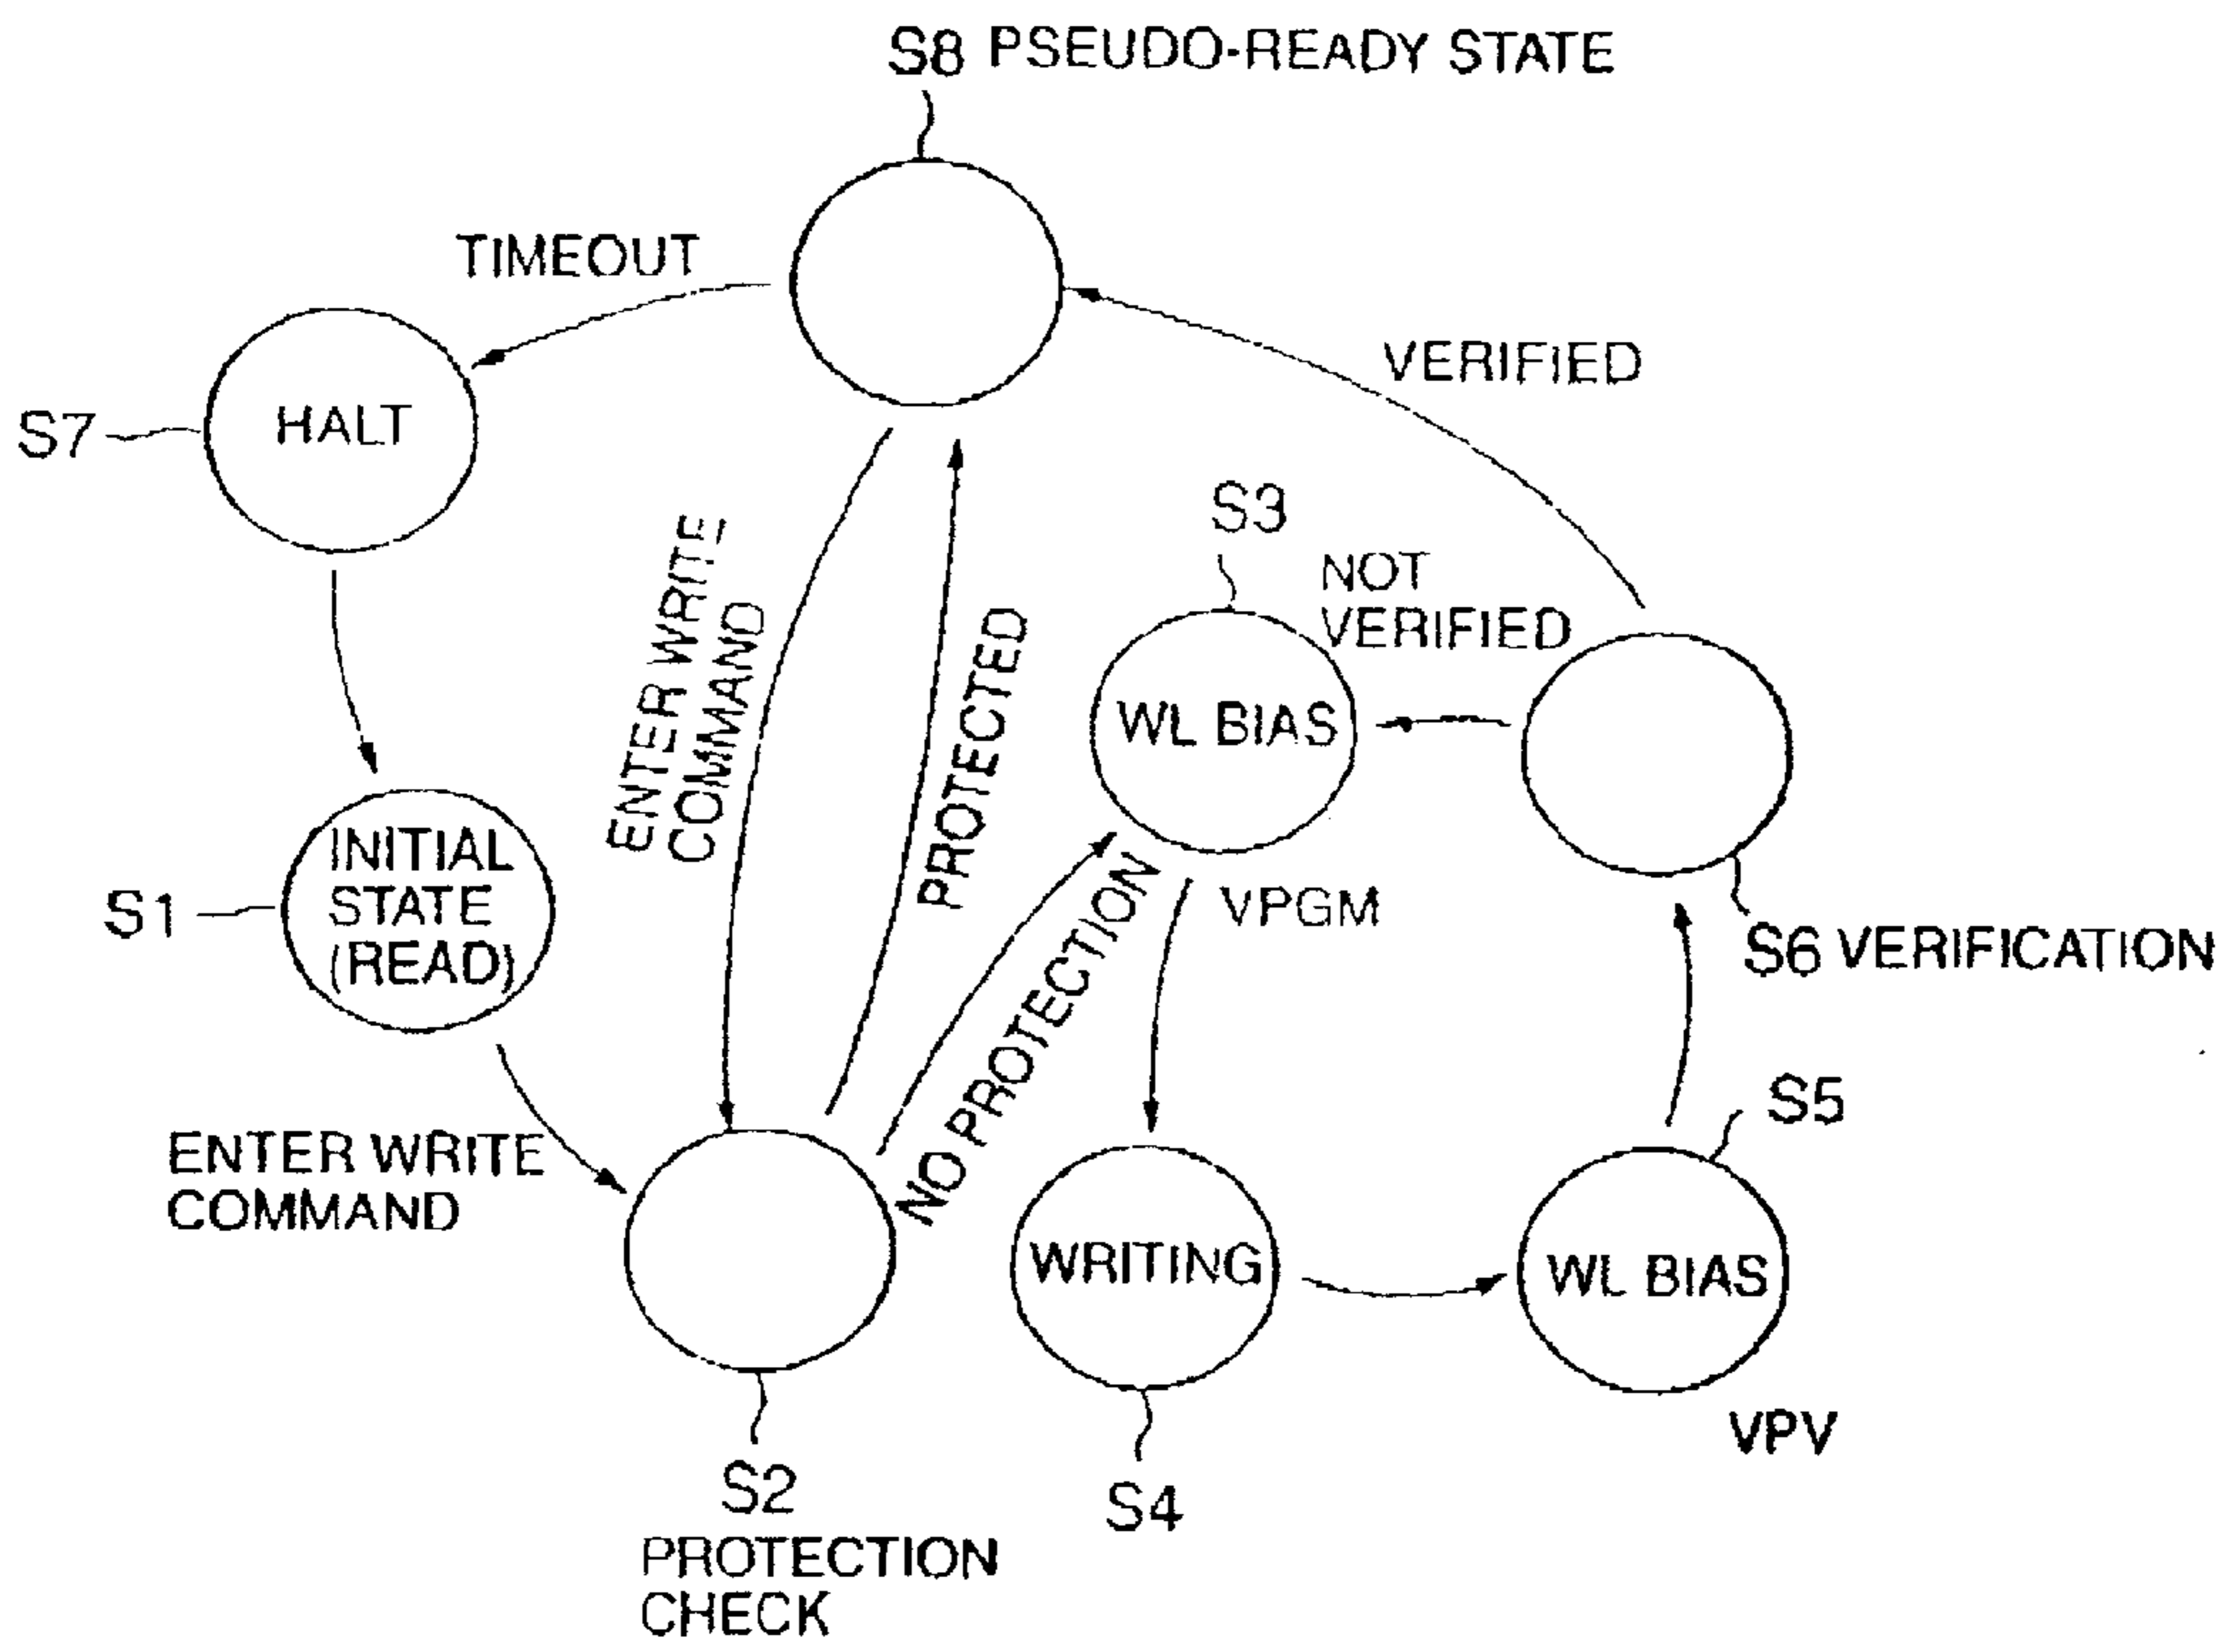 S8 PSEUDO-READY STATE
TIMEOUT
VERIFIED
S7
HALT
S3
NOT
VERIFIED
ENTER WRITE
COMMAND
PROTECTED
WL BIAS
INITIAL
STATE
(READ)
S1
NO PROTECTION
VPGM
S6 VERIFICATION
S5
ENTER WRITE
COMMAND
WRITING
WL BIAS
VPV
S2
PROTECTION
CHECK
S4